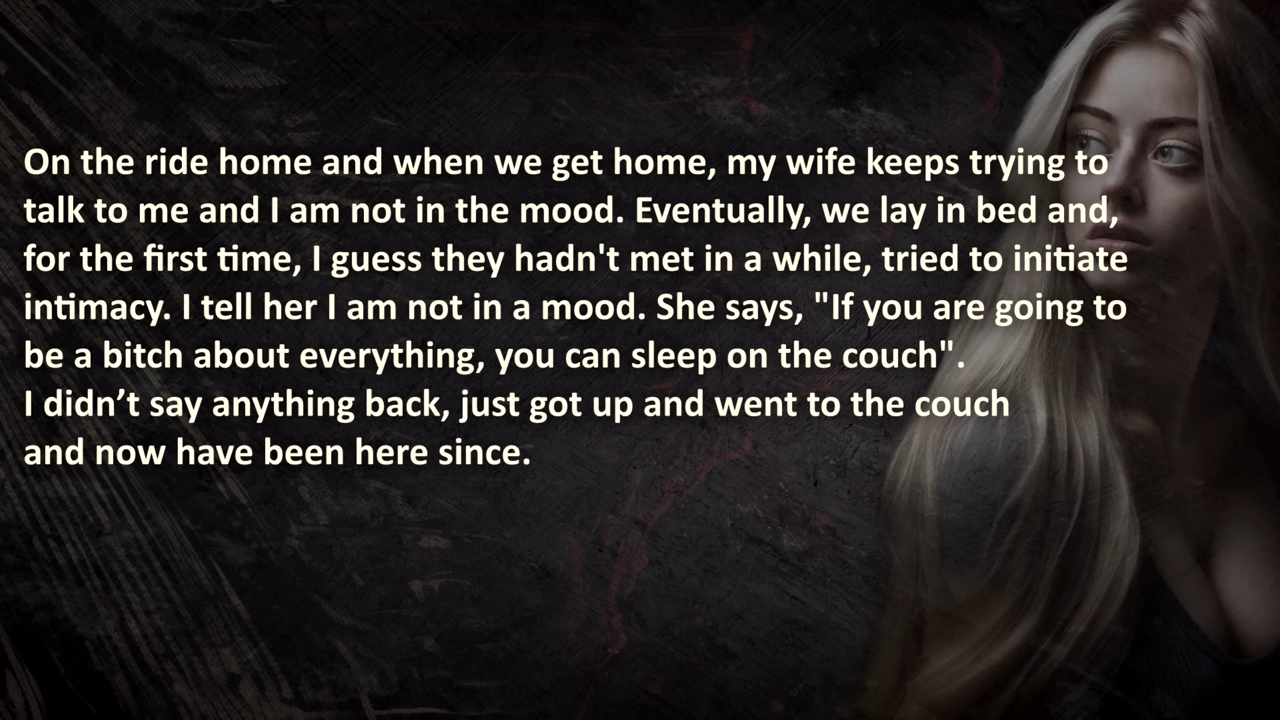 On the ride home and when we get home, my wife keeps trying to
talk to me and I am not in the mood. Eventually, we lay in bed and,
for the first time, I guess they hadn't met in a while, tried to initiate
intimacy. I tell her I am not in a mood. She says, "If you are going to
be a bitch about everything, you can sleep on the couch".
I didn’t say anything back, just got up and went to the couch
and now have been here since.